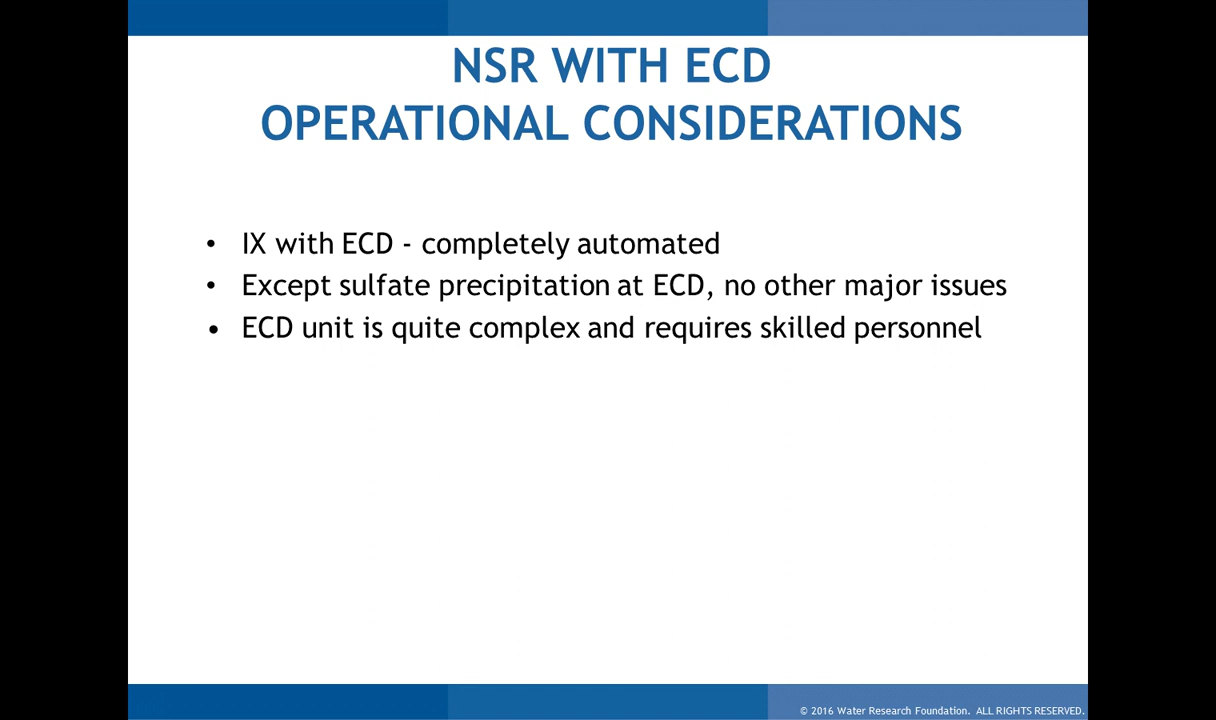 NSR WITH ECD
OPERATIONAL CONSIDERATIONS
• IX with ECD - completely automated
• Except sulfate precipitation at ECD, no other major issues
• ECD unit is quite complex and requires skilled personnel
© 2016 Water Research Foundation. ALL RIGHTS RESERVED.